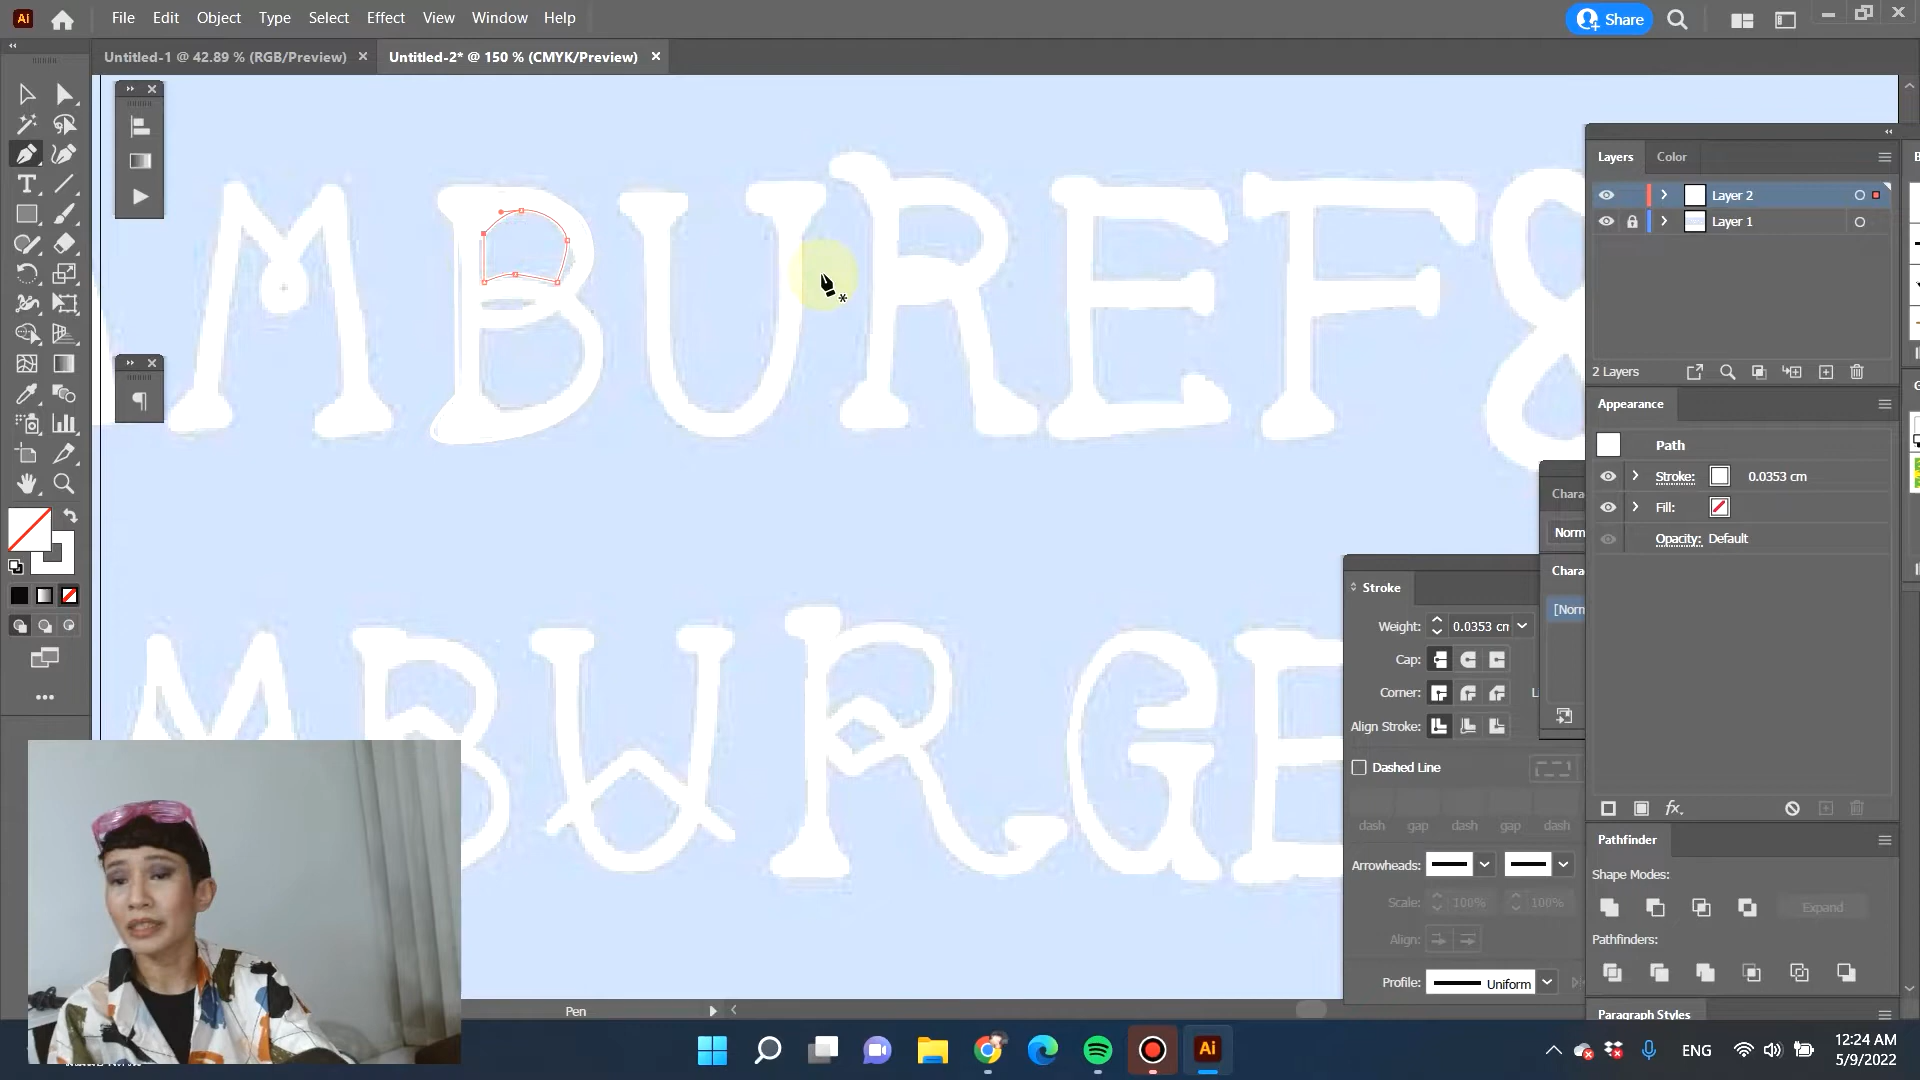 Ai File Edit Object Type Select Effect View Window Help Share
Untitled-1 @ 42.89 % (RGB/Preview) Untitled-2* @ 150 % (CMYK/Preview)
Layers Color
Layer 2
Layer 1
MBUREF8
2 Layers
Appearance
Path
Stroke: 0.0353 cm
Fill:
Opacity: Default
Norm
[Norm
Stroke
Weight: 0.0353 cm
Cap:
Corner:
Align Stroke:
Dashed Line
dash gap dash gap dash
MBURGE
Arrowheads:
Scale: 100% 100%
Align:
Profile: Uniform
Pathfinder
Shape Modes:
Expand
Pathfinders:
Paragraph Styles
Pen
Ai
ENG
12:24 AM
5/9/2022